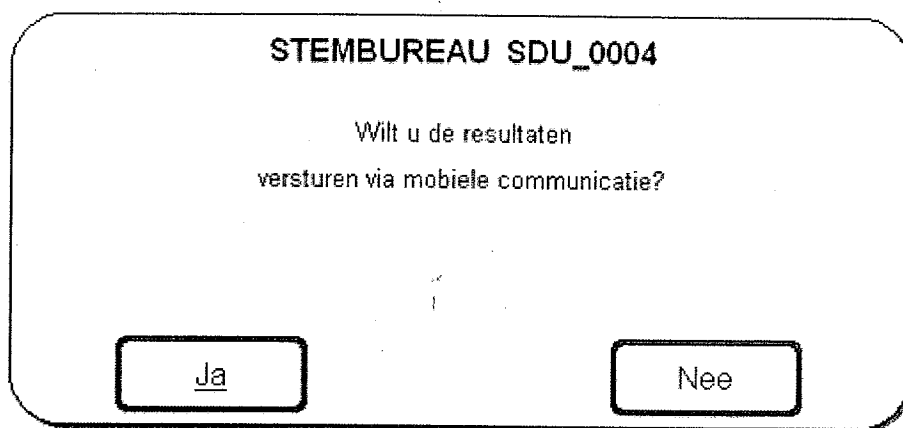 STEMBUREAU SDU_0004
Wilt u de resultaten
versturen via mobiele communicatie?
Ja
Nee